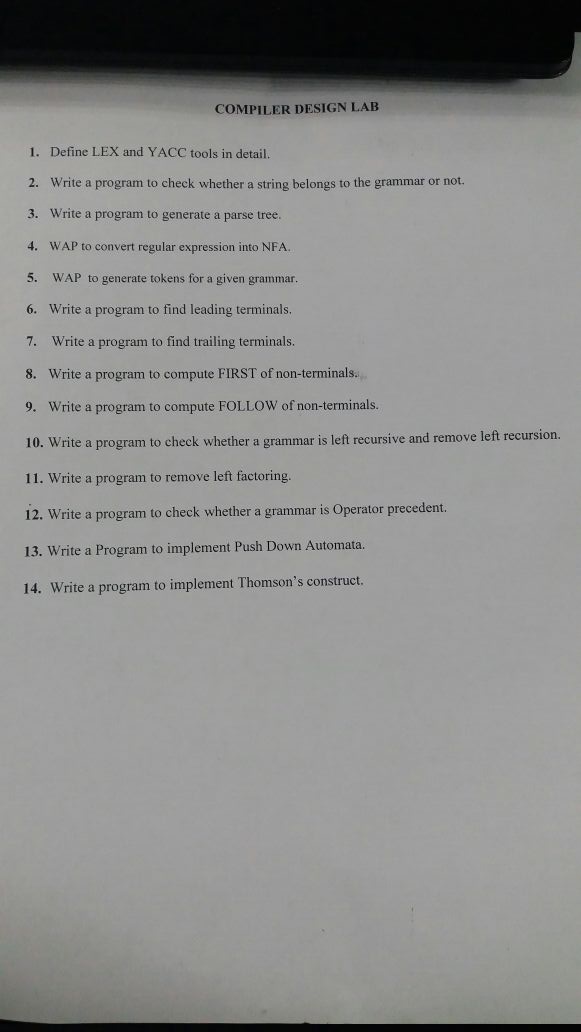 COMPILER DESIGN LAB
1. Define LEX and YACC tools in detail.
2. Write a program to check whether a string belongs to the grammar or not.
3. Write a program to generate a parse tree.
4. WAP to convert regular expression into NFA.
5. WAP to generate tokens for a given grammar.
6. Write a program to find leading terminals.
7. Write a program to find trailing terminals.
8. Write a program to compute FIRST of non-terminals.
9. Write a program to compute FOLLOW of non-terminals.
10. Write a program to check whether a grammar is left recursive and remove left recursion.
11. Write a program to remove left factoring.
12. Write a program to check whether a grammar is Operator precedent.
13. Write a Program to implement Push Down Automata.
14. Write a program to implement Thomson's construct.